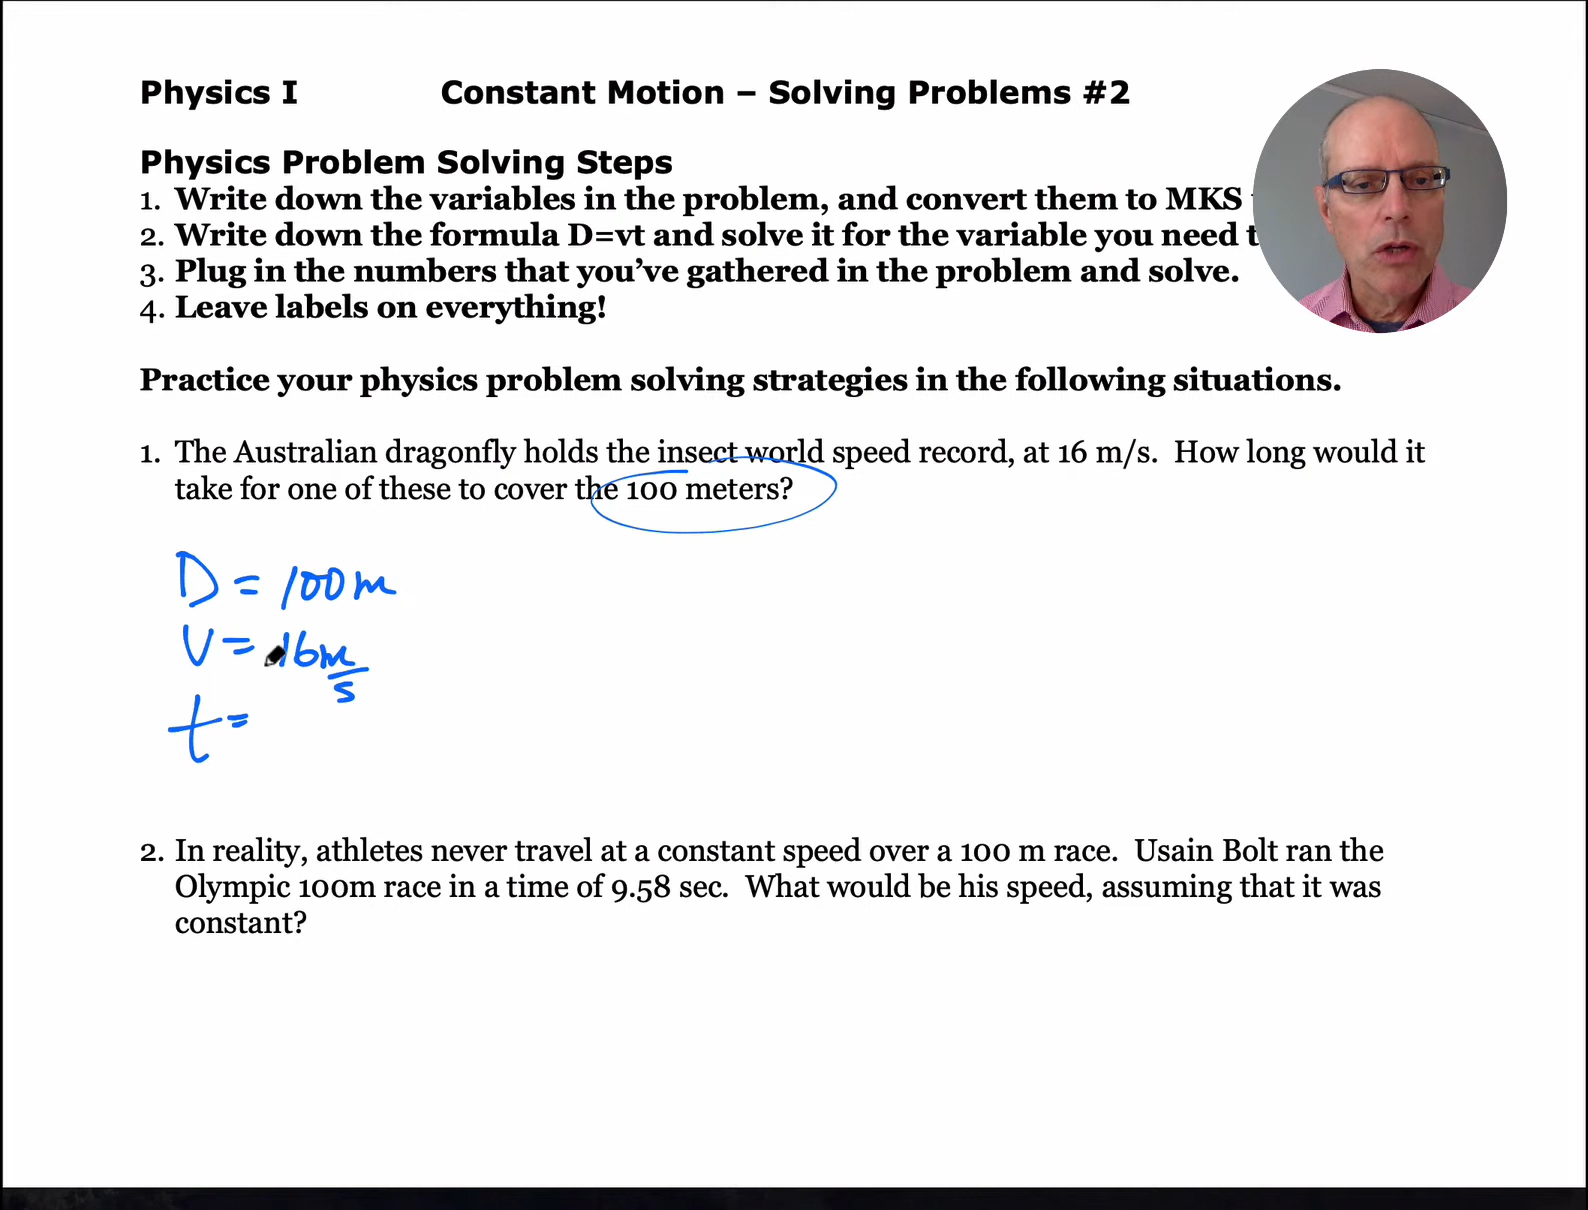 Physics I Constant Motion – Solving Problems #2
Physics Problem Solving Steps
1. Write down the variables in the problem, and convert them to MKS
2. Write down the formula D=vt and solve it for the variable you need t
3. Plug in the numbers that you’ve gathered in the problem and solve.
4. Leave labels on everything!
Practice your physics problem solving strategies in the following situations.
1. The Australian dragonfly holds the insect world speed record, at 16 m/s. How long would it
take for one of these to cover the 100 meters?
D = 100m
V = 16 m/s
t =
2. In reality, athletes never travel at a constant speed over a 100 m race. Usain Bolt ran the
Olympic 100m race in a time of 9.58 sec. What would be his speed, assuming that it was
constant?